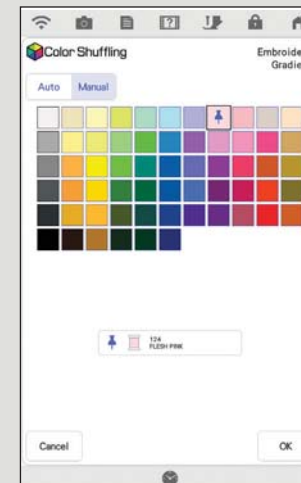 Color Shuffling
Embroide
Gradie
Auto
Manual
124
FLESH PINK
Cancel
OK